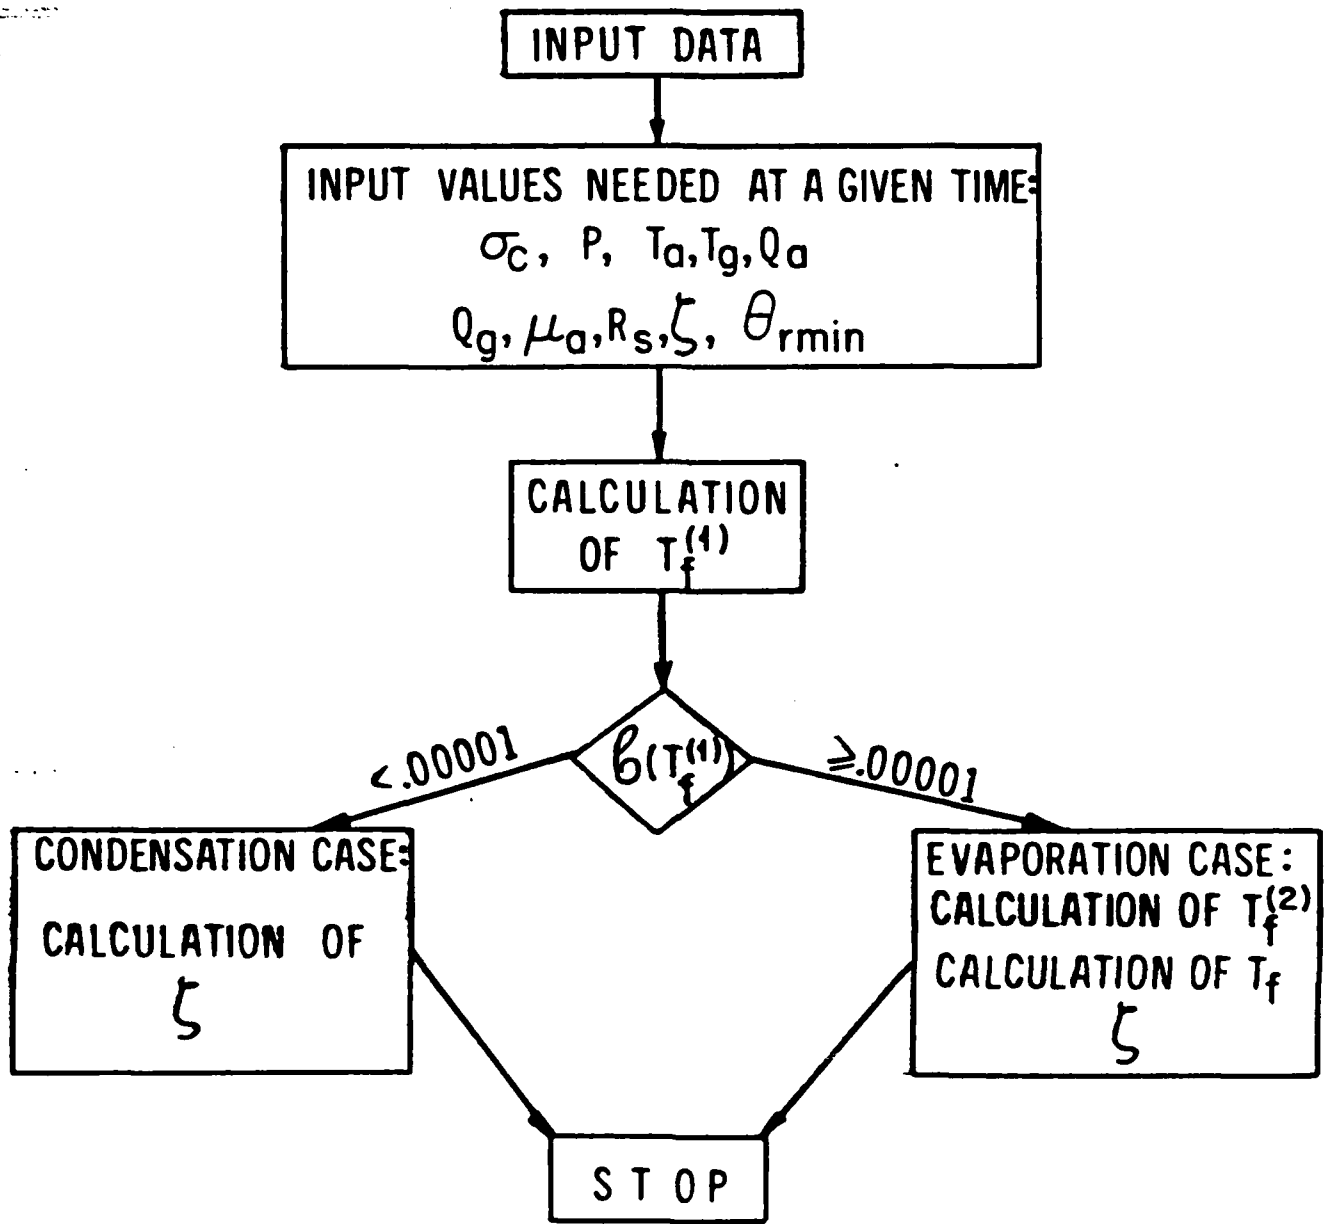 INPUT DATA
INPUT VALUES NEEDED AT A GIVEN TIME:
σc, P, Ta, Tg, Qa
Qg, μa, Rs, ζ, θrmin
CALCULATION
OF Tf(1)
<.00001
б(Tf(1))
≥.00001
CONDENSATION CASE:
CALCULATION OF
ζ
EVAPORATION CASE:
CALCULATION OF Tf(2)
CALCULATION OF Tf
ζ
STOP